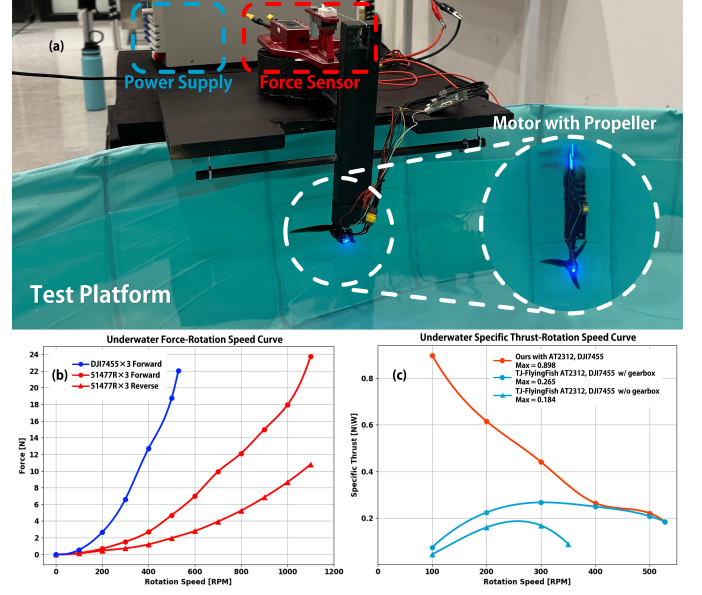 (a)
Power Supply
Force Sensor
Motor with Propeller
Test Platform
Underwater Force-Rotation Speed Curve
(b)
DJI7455×3 Forward
51477R×3 Forward
51477R×3 Reverse
Force [N]
24
22
20
18
16
14
12
10
8
6
4
2
0
0
200
400
600
800
1000
1200
Rotation Speed [RPM]
Underwater Specific Thrust-Rotation Speed Curve
(c)
Ours with AT2312, DJI7455
Max = 0.898
TJ-FlyingFish AT2312, DJI7455 w/ gearbox
Max = 0.265
TJ-FlyingFish AT2312, DJI7455 w/o gearbox
Max = 0.184
Specific Thrust [N\W]
0.8
0.6
0.4
0.2
0
100
200
300
400
500
Rotation Speed [RPM]